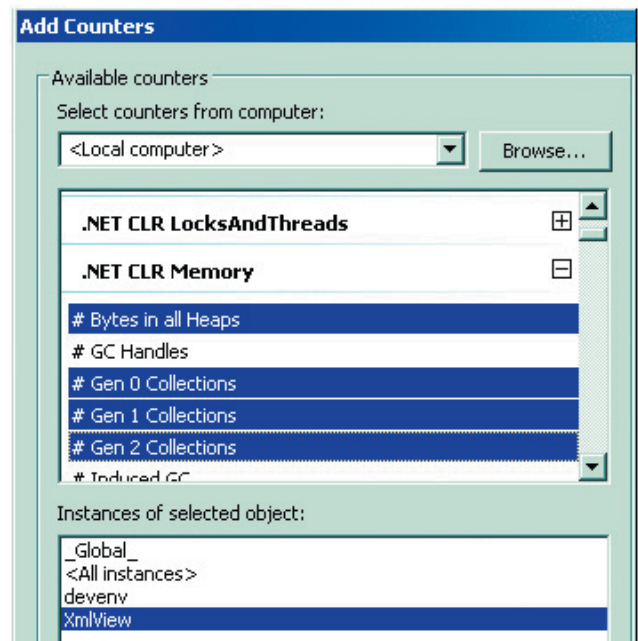 Add Counters
Available counters
Select counters from computer:
<Local computer>
Browse...
.NET CLR LocksAndThreads
.NET CLR Memory
# Bytes in all Heaps
# GC Handles
# Gen 0 Collections
# Gen 1 Collections
# Gen 2 Collections
# Induced GC
Instances of selected object:
_Global_
<All instances>
devenv
XmlView